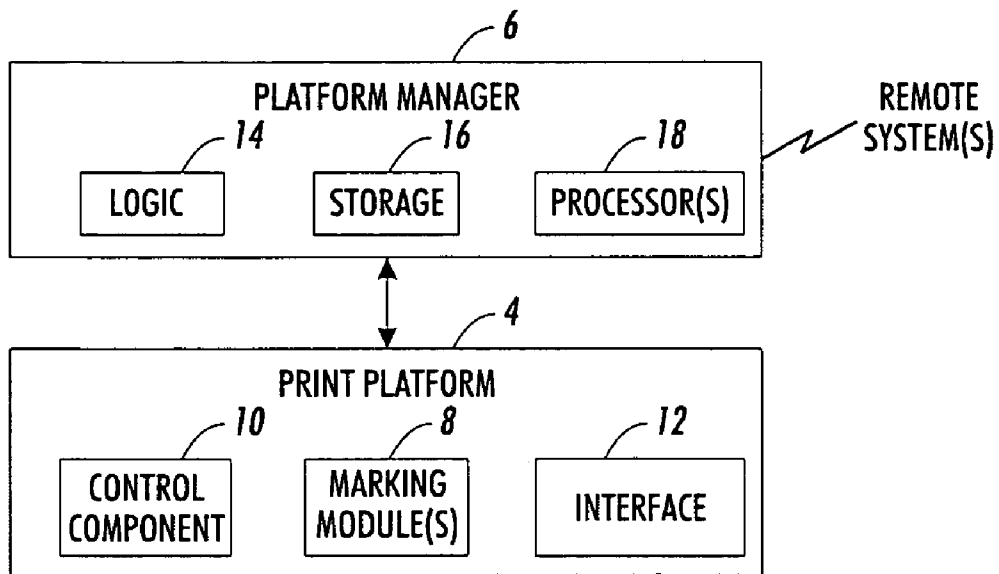 6
PLATFORM MANAGER
REMOTE
SYSTEM(S)
14
16
18
LOGIC
STORAGE
PROCESSOR(S)
4
PRINT PLATFORM
10
8
12
CONTROL
COMPONENT
MARKING
MODULE(S)
INTERFACE